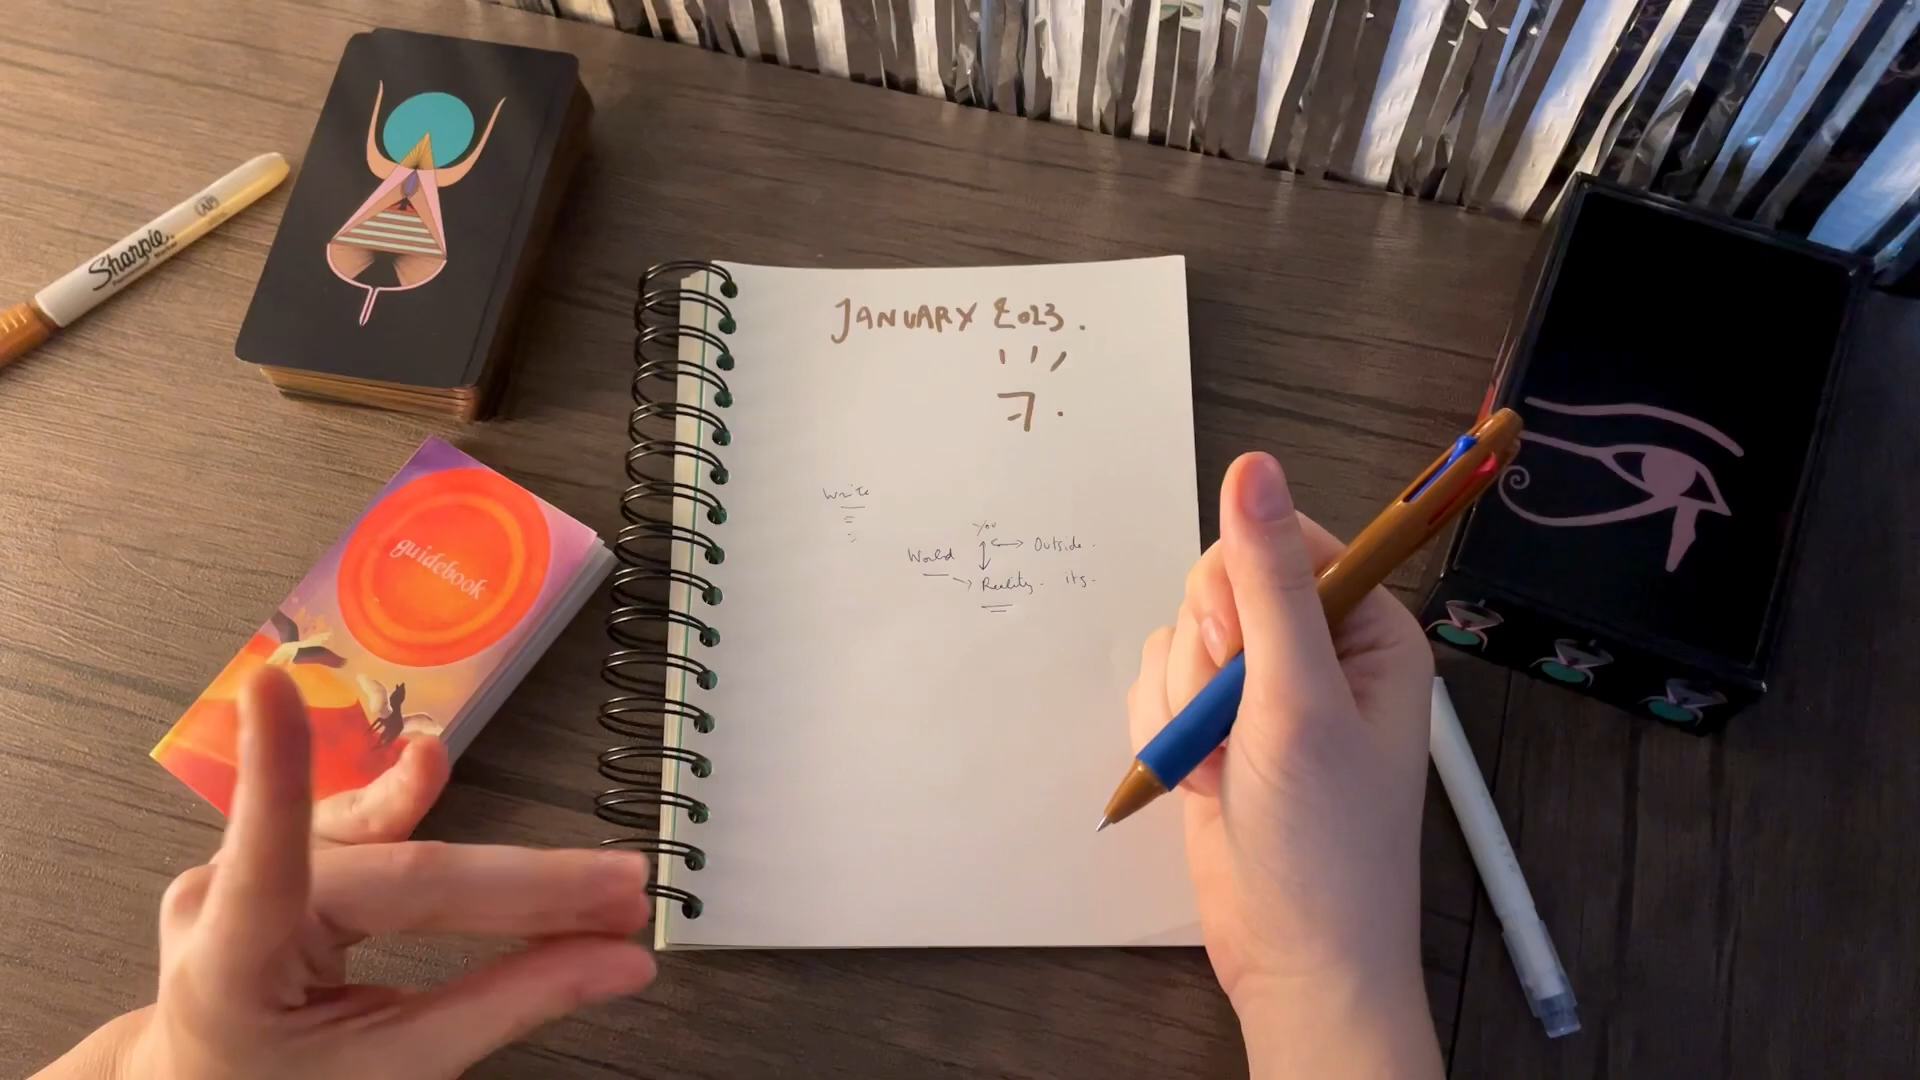 JANUARY 2023.
7.
Write
You
World
Outside.
Reality. its.
guidebook
Sharpie